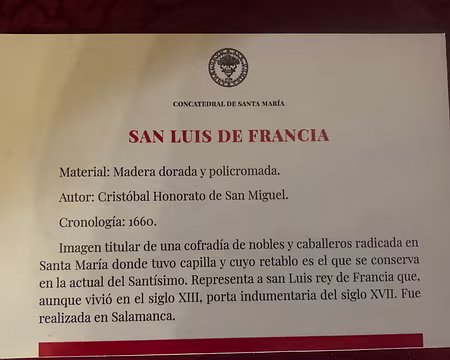 CONCATEDRAL DE SANTA MARÍA
SAN LUIS DE FRANCIA
Material: Madera dorada y policromada.
Autor: Cristóbal Honorato de San Miguel.
Cronología: 1660.
Imagen titular de una cofradía de nobles y caballeros radicada en
Santa María donde tuvo capilla y cuyo retablo es el que se conserva
en la actual del Santísimo. Representa a san Luis rey de Francia que,
aunque vivió en el siglo XIII, porta indumentaria del siglo XVII. Fue
realizada en Salamanca.